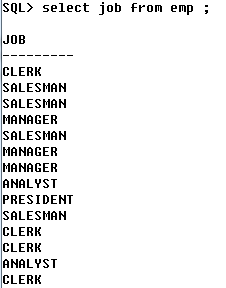 SQL> select job from emp ;
JOB
---------
CLERK
SALESMAN
SALESMAN
MANAGER
SALESMAN
MANAGER
MANAGER
ANALYST
PRESIDENT
SALESMAN
CLERK
CLERK
ANALYST
CLERK